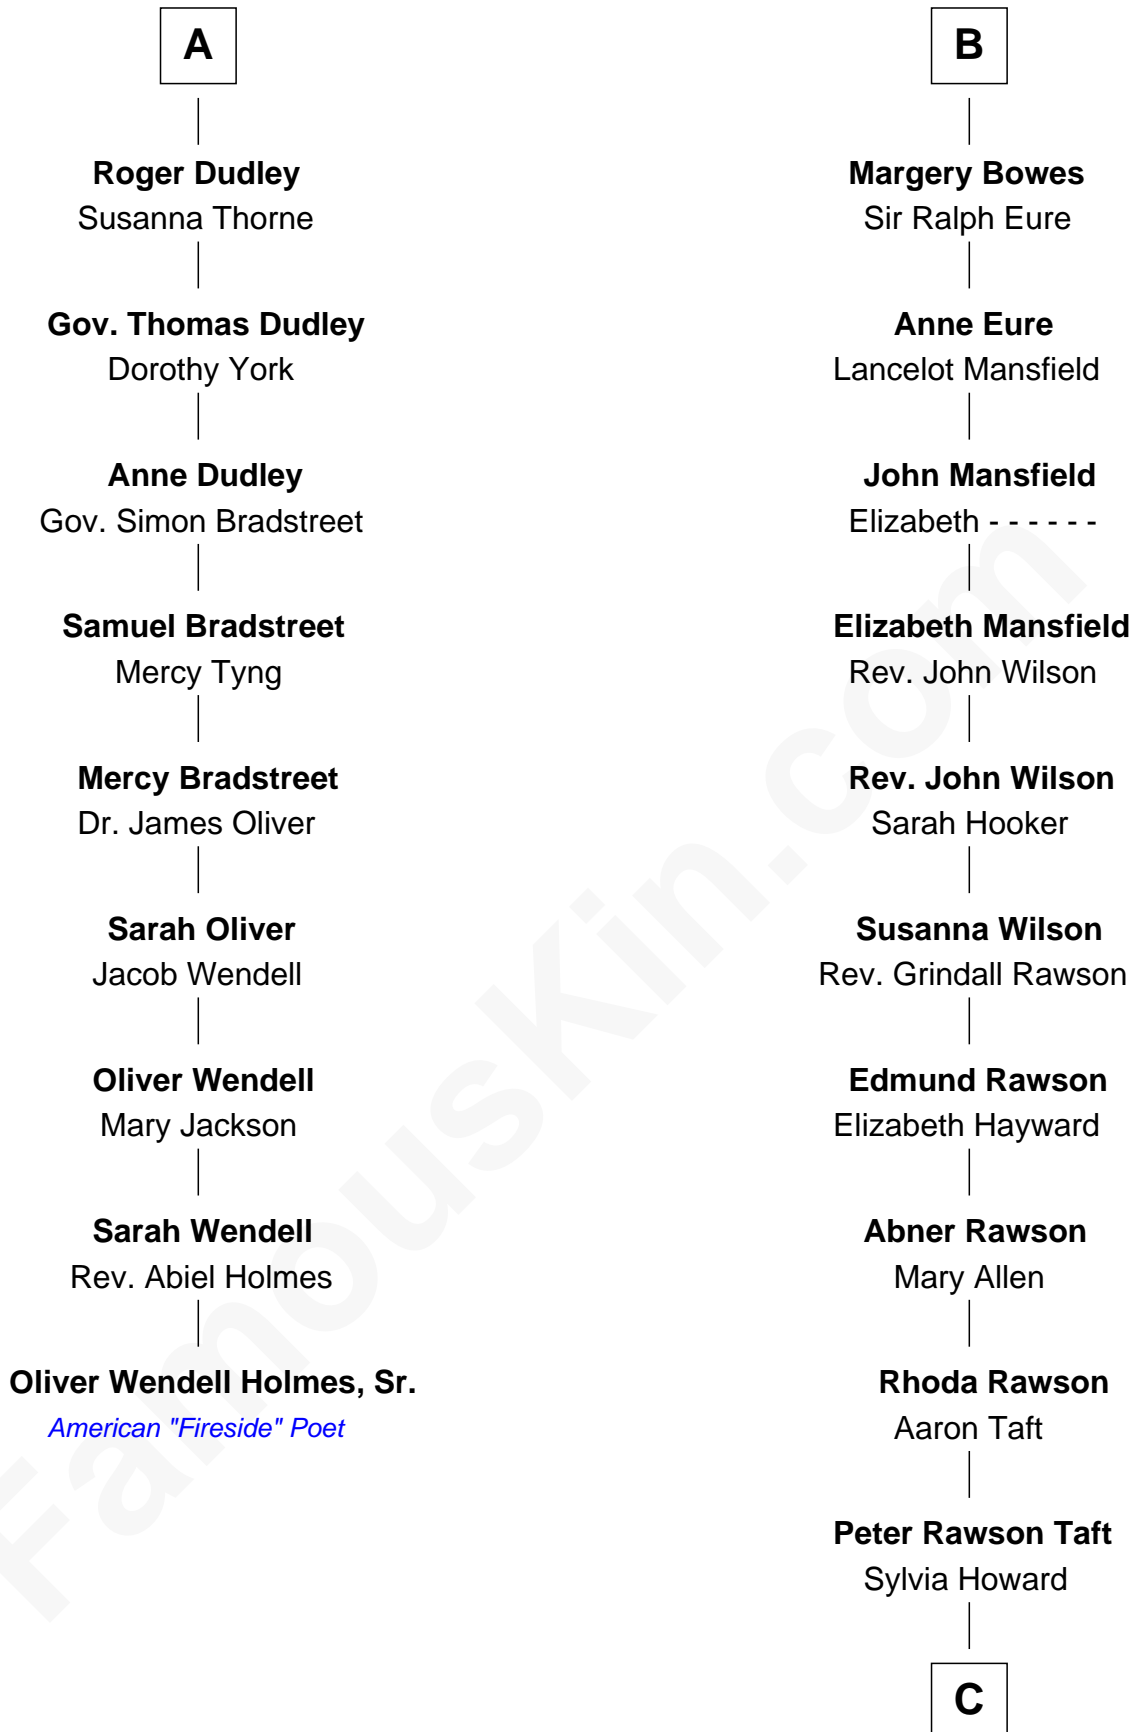 A
Roger Dudley
Susanna Thorne
Gov. Thomas Dudley
Dorothy York
Anne Dudley
Gov. Simon Bradstreet
Samuel Bradstreet
Mercy Tyng
Mercy Bradstreet
Dr. James Oliver
Sarah Oliver
Jacob Wendell
Oliver Wendell
Mary Jackson
Sarah Wendell
Rev. Abiel Holmes
Oliver Wendell Holmes, Sr.
American "Fireside" Poet
B
Margery Bowes
Sir Ralph Eure
Anne Eure
Lancelot Mansfield
John Mansfield
Elizabeth - - - - - -
Elizabeth Mansfield
Rev. John Wilson
Rev. John Wilson
Sarah Hooker
Susanna Wilson
Rev. Grindall Rawson
Edmund Rawson
Elizabeth Hayward
Abner Rawson
Mary Allen
Rhoda Rawson
Aaron Taft
Peter Rawson Taft
Sylvia Howard
C
FamousKin.com